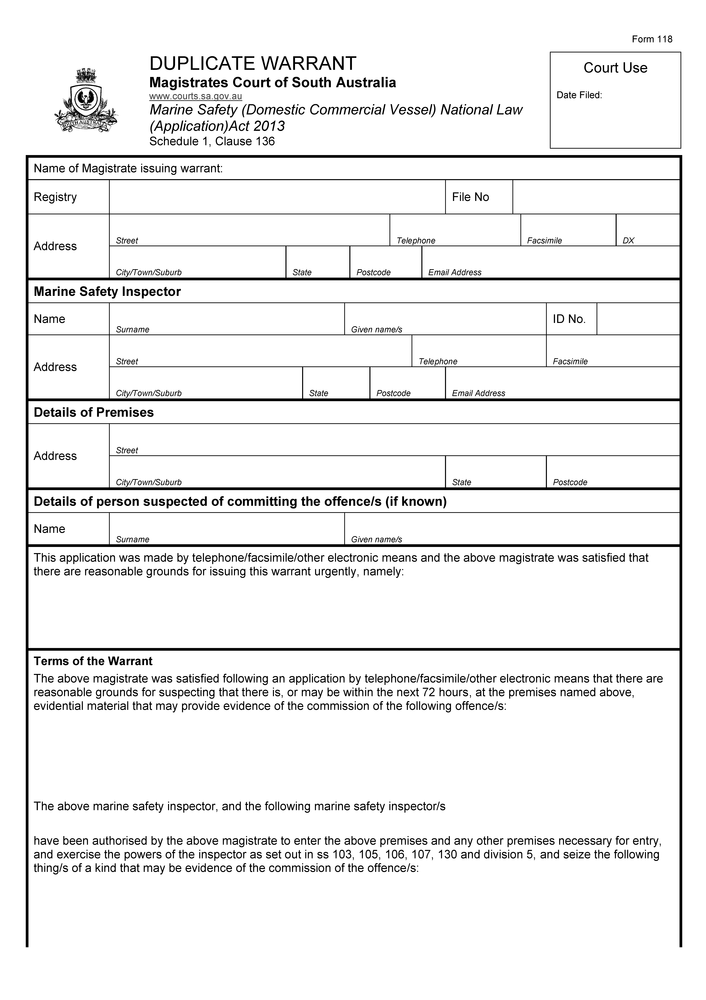 Form 118
DUPLICATE WARRANT
Magistrates Court of South Australia
www.courts.sa.gov.au
Marine Safety (Domestic Commercial Vessel) National Law
(Application)Act 2013
Schedule 1, Clause 136
SOUTH AUSTRALIA
Court Use
Date Filed:
Name of Magistrate issuing warrant:
Registry
File No
Address
Street
Telephone
Facsimile
DX
City/Town/Suburb
State
Postcode
Email Address
Marine Safety Inspector
Name
Surname
Given name/s
ID No.
Address
Street
Telephone
Facsimile
City/Town/Suburb
State
Postcode
Email Address
Details of Premises
Address
Street
City/Town/Suburb
State
Postcode
Details of person suspected of committing the offence/s (if known)
Name
Surname
Given name/s
This application was made by telephone/facsimile/other electronic means and the above magistrate was satisfied that
there are reasonable grounds for issuing this warrant urgently, namely:
Terms of the Warrant
The above magistrate was satisfied following an application by telephone/facsimile/other electronic means that there are
reasonable grounds for suspecting that there is, or may be within the next 72 hours, at the premises named above,
evidential material that may provide evidence of the commission of the following offence/s:
The above marine safety inspector, and the following marine safety inspector/s
have been authorised by the above magistrate to enter the above premises and any other premises necessary for entry,
and exercise the powers of the inspector as set out in ss 103, 105, 106, 107, 130 and division 5, and seize the following
thing/s of a kind that may be evidence of the commission of the offence/s: